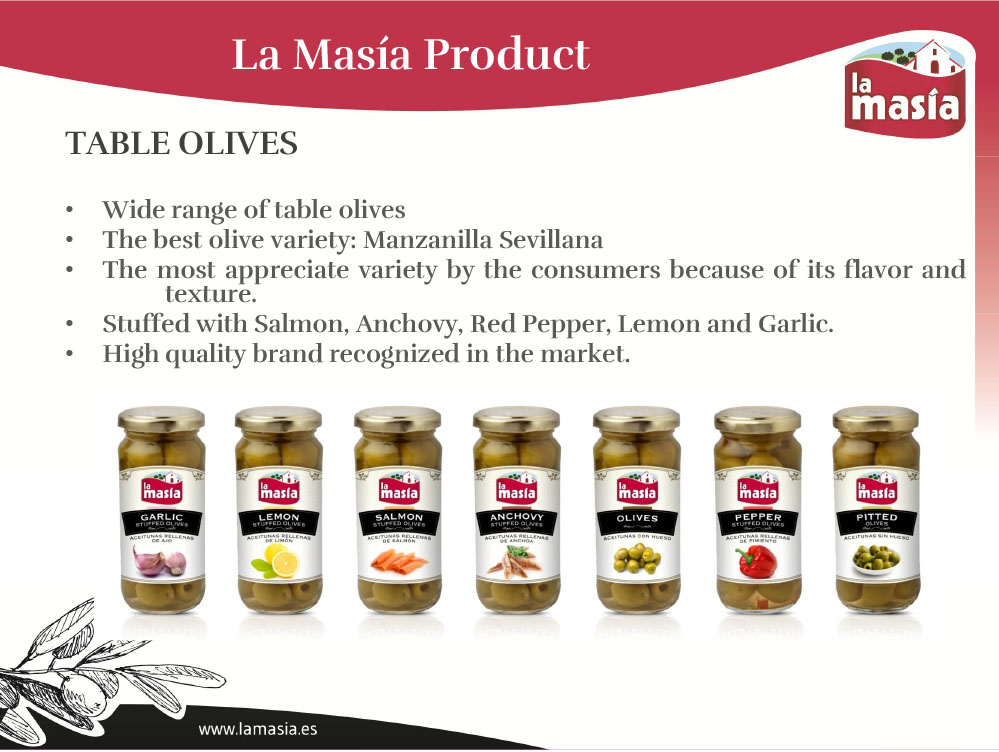 La Masía Product
la
masía
TABLE OLIVES
• Wide range of table olives
• The best olive variety: Manzanilla Sevillana
• The most appreciate variety by the consumers because of its flavor and
texture.
• Stuffed with Salmon, Anchovy, Red Pepper, Lemon and Garlic.
• High quality brand recognized in the market.
la
masía
GARLIC
STUFFED OLIVES
ACEITUNAS RELLENAS
DE AJO
la
masía
LEMON
STUFFED OLIVES
ACEITUNAS RELLENAS
DE LIMÓN
la
masía
SALMON
STUFFED OLIVES
ACEITUNAS RELLENAS
DE SALMÓN
la
masía
ANCHOVY
STUFFED OLIVES
ACEITUNAS RELLENAS
DE ANCHOA
la
masía
OLIVES
ACEITUNAS CON HUESO
la
masía
PEPPER
STUFFED OLIVES
ACEITUNAS RELLENAS
DE PIMIENTO
la
masía
PITTED
OLIVES
ACEITUNAS SIN HUESO
www.lamasia.es